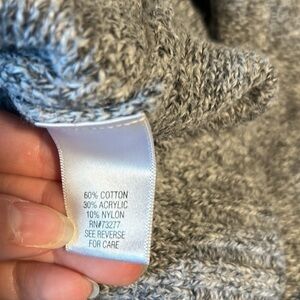 60% COTTON
30% ACRYLIC
10% NYLON
RN#73277
SEE REVERSE
FOR CARE